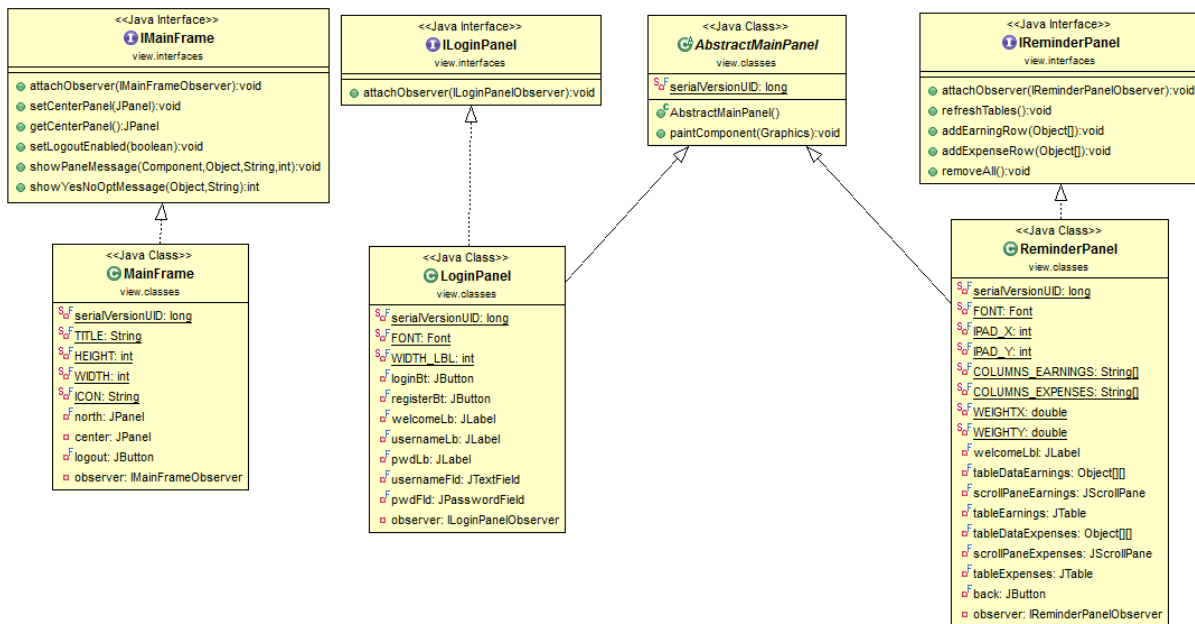 <<Java Interface>>
IMainFrame
view.interfaces
attachObserver(IMainFrameObserver):void
setCenterPanel(JPanel):void
getCenterPanel():JPanel
setLogoutEnabled(boolean):void
showPaneMessage(Component,Object,String,int):void
showYesNoOptMessage(Object,String):int
<<Java Interface>>
ILoginPanel
view.interfaces
attachObserver(ILoginPanelObserver):void
<<Java Class>>
AbstractMainPanel
view.classes
serialVersionUID: long
AbstractMainPanel()
paintComponent(Graphics):void
<<Java Interface>>
IReminderPanel
view.interfaces
attachObserver(IReminderPanelObserver):void
refreshTables():void
addEarningRow(Object[]):void
addExpenseRow(Object[]):void
removeAll():void
<<Java Class>>
MainFrame
view.classes
serialVersionUID: long
TITLE: String
HEIGHT: int
WIDTH: int
ICON: String
north: JPanel
center: JPanel
logout: JButton
observer: IMainFrameObserver
<<Java Class>>
LoginPanel
view.classes
serialVersionUID: long
FONT: Font
WIDTH_LBL: int
loginBt: JButton
registerBt: JButton
welcomeLb: JLabel
usernameLb: JLabel
pwdLb: JLabel
usernameFld: JTextField
pwdFld: JPasswordField
observer: ILoginPanelObserver
<<Java Class>>
ReminderPanel
view.classes
serialVersionUID: long
FONT: Font
IPAD_X: int
IPAD_Y: int
COLUMNS_EARNINGS: String[]
COLUMNS_EXPENSES: String[]
WEIGHTX: double
WEIGHTY: double
welcomeLbl: JLabel
tableDataEarnings: Object[][]
scrollPaneEarnings: JScrollPane
tableEarnings: JTable
tableDataExpenses: Object[][]
scrollPaneExpenses: JScrollPane
tableExpenses: JTable
back: JButton
observer: IReminderPanelObserver